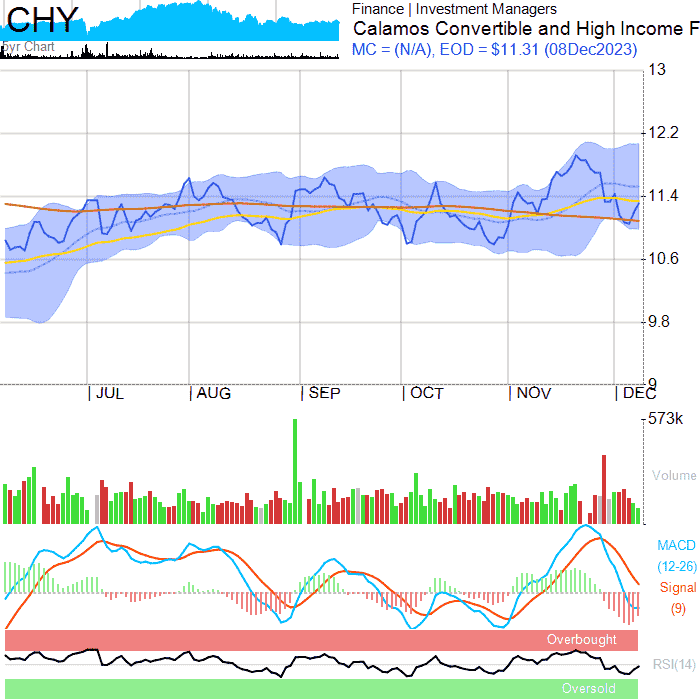 CHY
5yr Chart
Finance | Investment Managers
Calamos Convertible and High Income F
MC = (N/A), EOD = $11.31 (08Dec2023)
13
12.2
11.4
10.6
9.8
9
JUL AUG SEP OCT NOV DEC
573k
Volume
MACD
(12-26)
Signal
(9)
Overbought
RSI(14)
Oversold